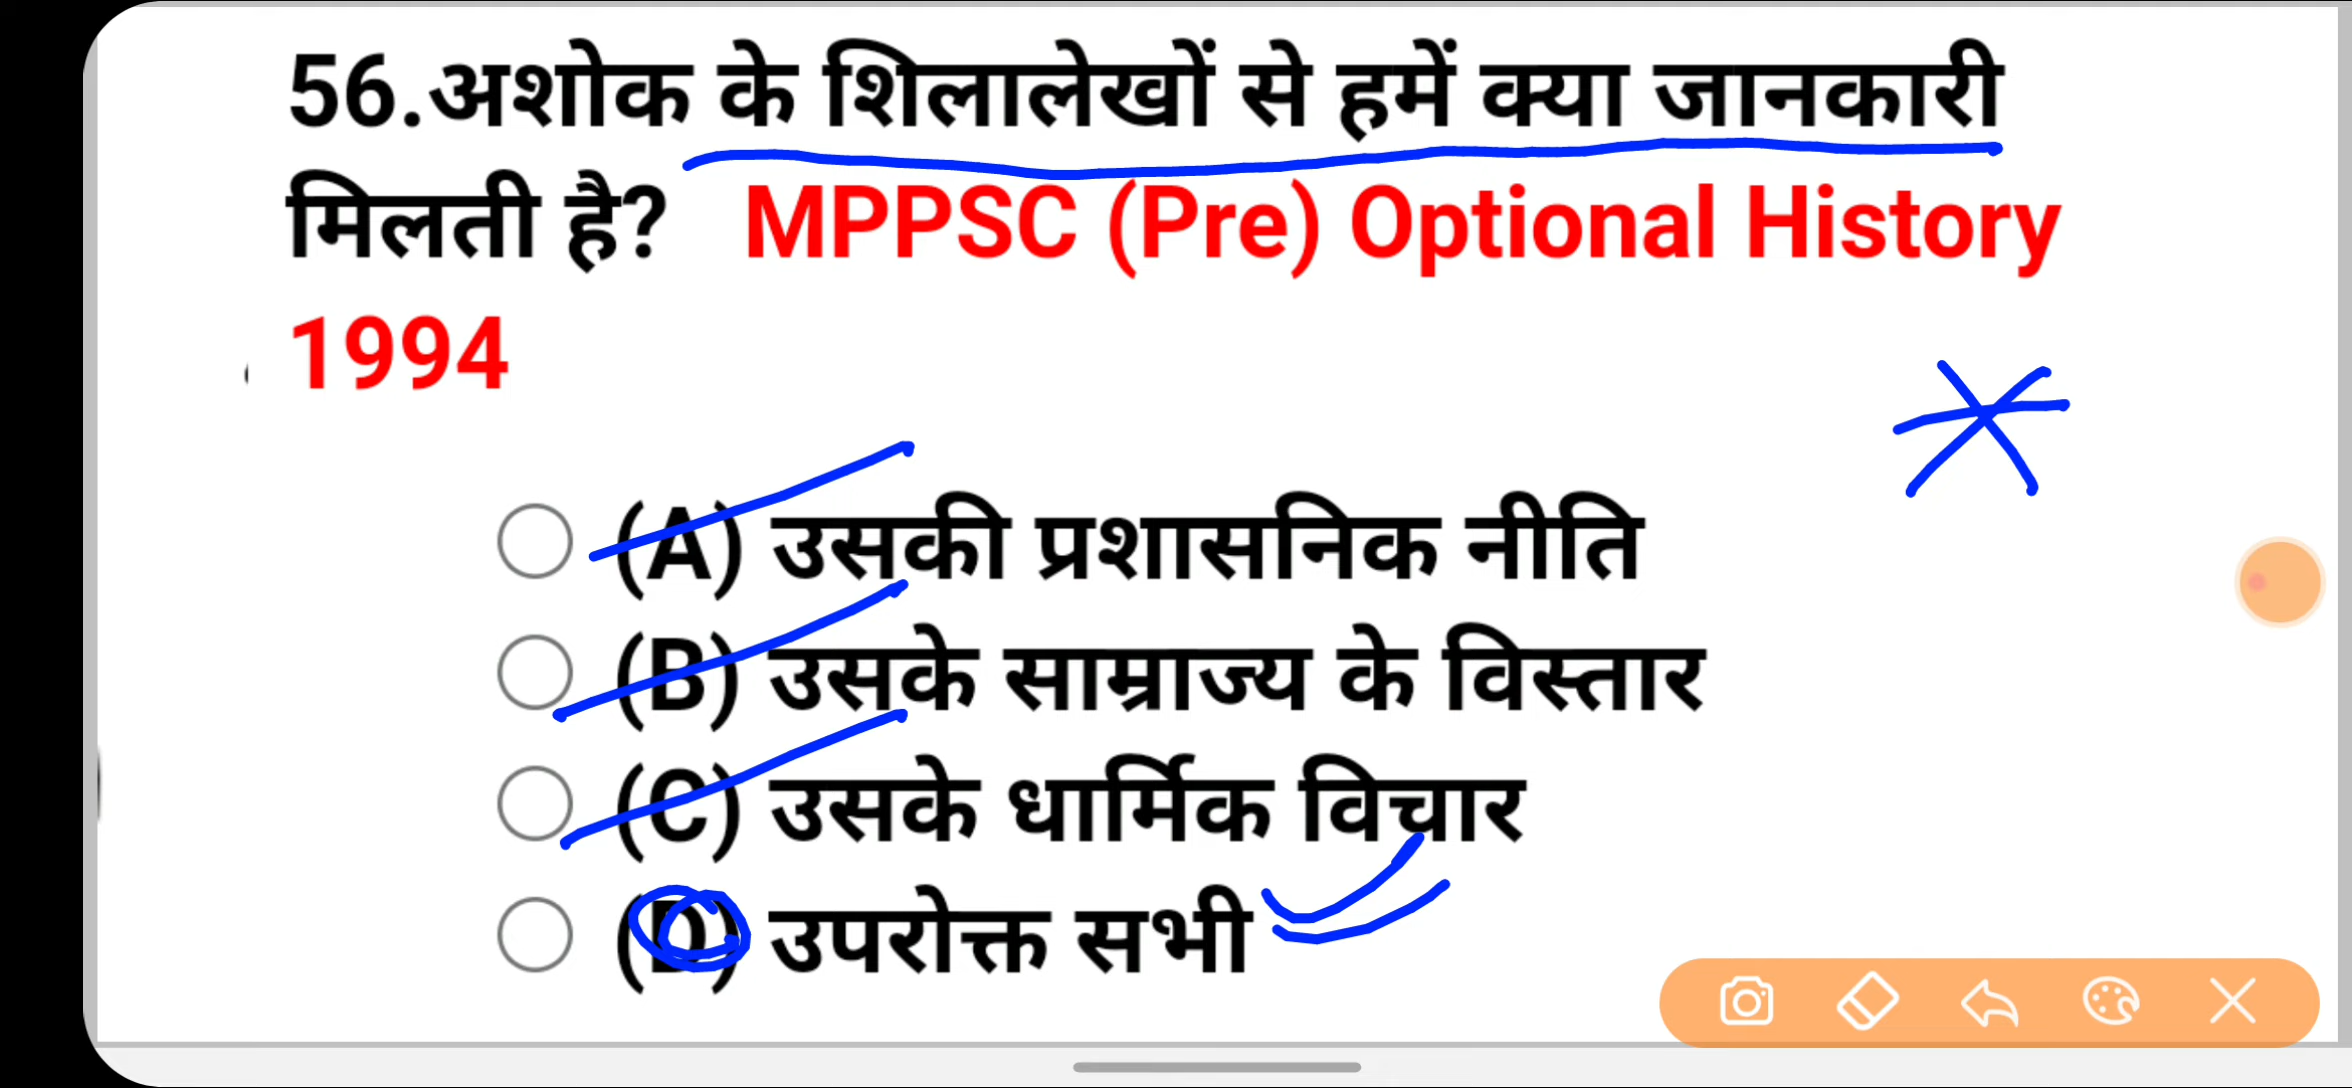 56.अशोक के शिलालेखों से हमें क्या जानकारी
मिलती है? MPPSC (Pre) Optional History
1994
(A) उसकी प्रशासनिक नीति
(B) उसके साम्राज्य के विस्तार
(C) उसके धार्मिक विचार
(D) उपरोक्त सभी